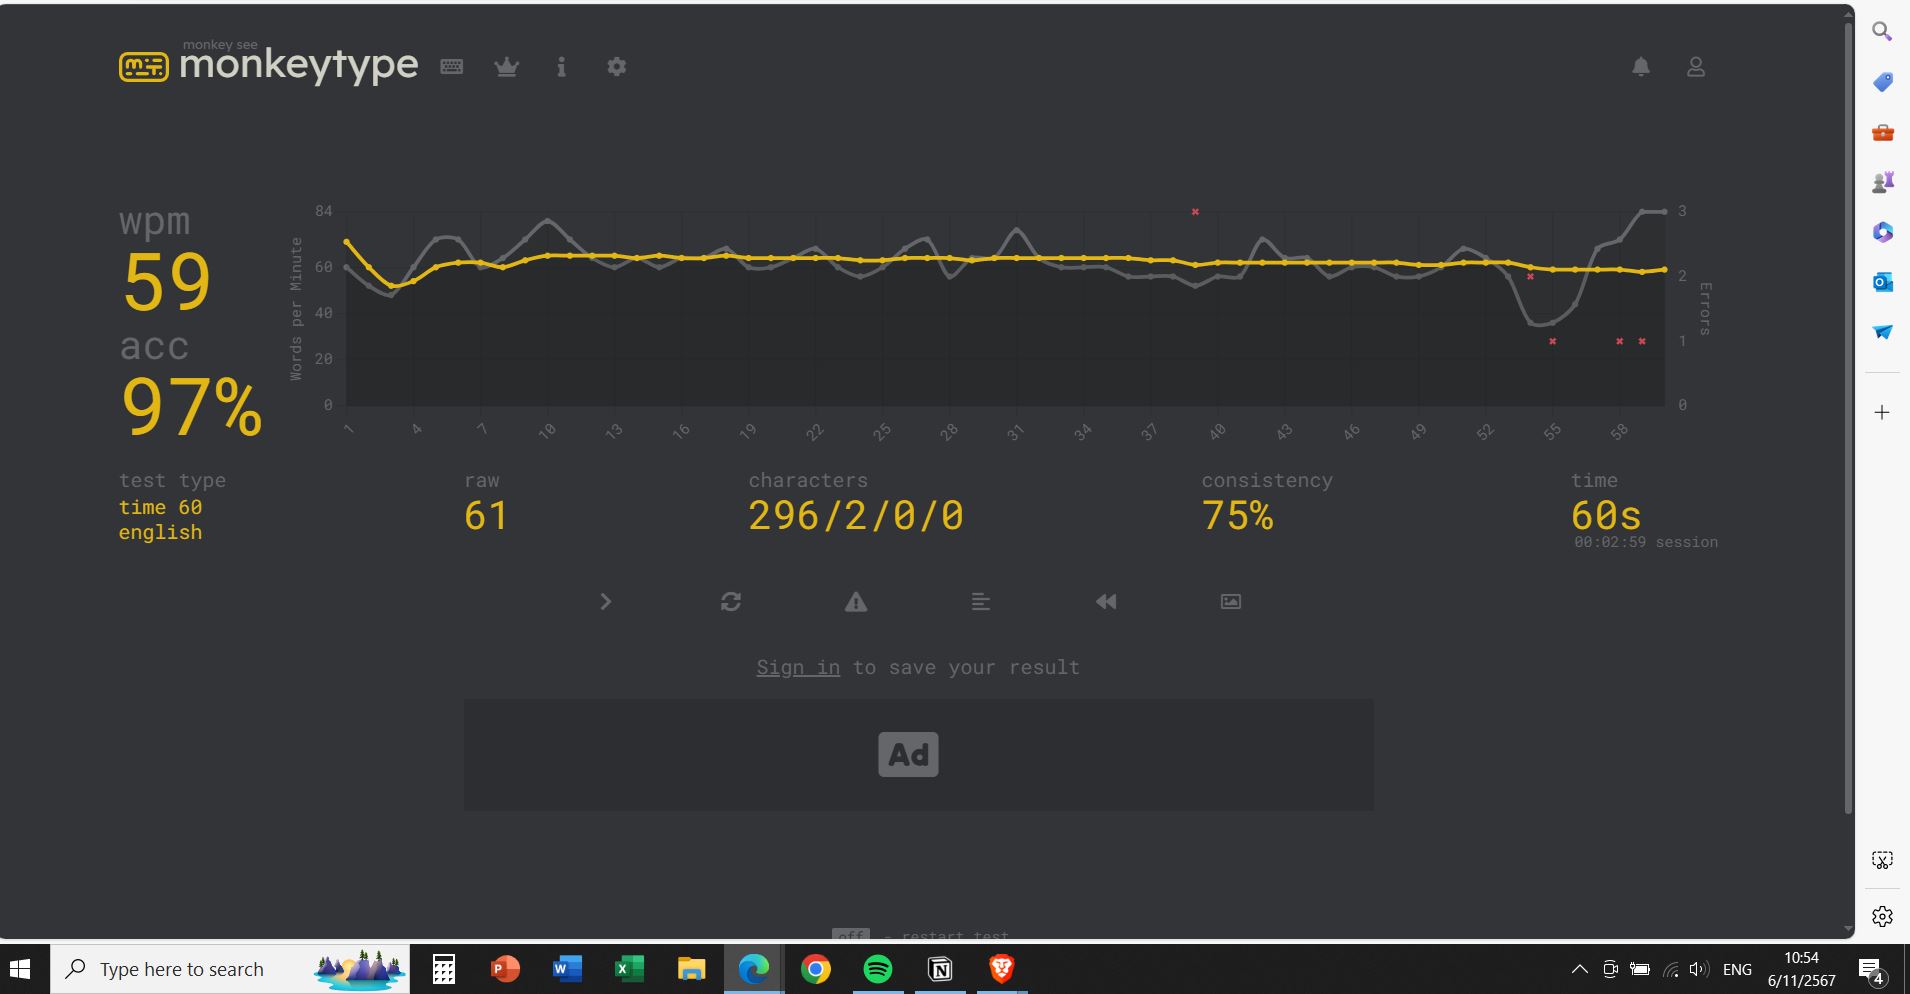 monkey see
monkeytype
wpm
59
acc
97%
Words per Minute
84
60
40
20
0
3
2
1
0
Errors
1 4 7 10 13 16 19 22 25 28 31 34 37 40 43 46 49 52 55 58
test type
time 60
english
raw
61
characters
296/2/0/0
consistency
75%
time
60s
00:02:59 session
Sign in to save your result
Ad
off - restart test
Type here to search
ENG
10:54
6/11/2567
4